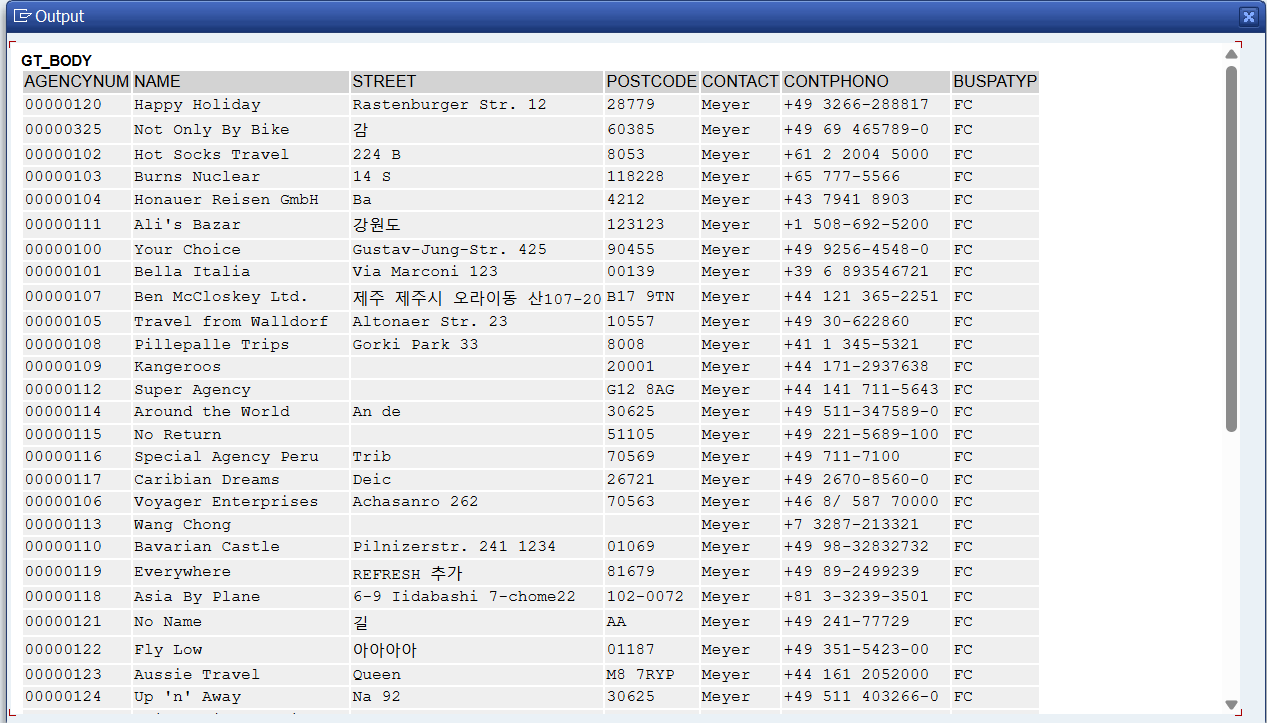 Output
GT_BODY
AGENCYNUM NAME STREET POSTCODE CONTACT CONTPHONO BUSPATYP
00000120 Happy Holiday Rastenburger Str. 12 28779 Meyer +49 3266-288817 FC
00000325 Not Only By Bike 감 60385 Meyer +49 69 465789-0 FC
00000102 Hot Socks Travel 224 B 8053 Meyer +61 2 2004 5000 FC
00000103 Burns Nuclear 14 S 118228 Meyer +65 777-5566 FC
00000104 Honauer Reisen GmbH Ba 4212 Meyer +43 7941 8903 FC
00000111 Ali's Bazar 강원도 123123 Meyer +1 508-692-5200 FC
00000100 Your Choice Gustav-Jung-Str. 425 90455 Meyer +49 9256-4548-0 FC
00000101 Bella Italia Via Marconi 123 00139 Meyer +39 6 893546721 FC
00000107 Ben McCloskey Ltd. 제주 제주시 오라이동 산107-20 B17 9TN Meyer +44 121 365-2251 FC
00000105 Travel from Walldorf Altonaer Str. 23 10557 Meyer +49 30-622860 FC
00000108 Pillepalle Trips Gorki Park 33 8008 Meyer +41 1 345-5321 FC
00000109 Kangeroos 20001 Meyer +44 171-2937638 FC
00000112 Super Agency G12 8AG Meyer +44 141 711-5643 FC
00000114 Around the World An de 30625 Meyer +49 511-347589-0 FC
00000115 No Return 51105 Meyer +49 221-5689-100 FC
00000116 Special Agency Peru Trib 70569 Meyer +49 711-7100 FC
00000117 Caribian Dreams Deic 26721 Meyer +49 2670-8560-0 FC
00000106 Voyager Enterprises Achasanro 262 70563 Meyer +46 8/ 587 70000 FC
00000113 Wang Chong Meyer +7 3287-213321 FC
00000110 Bavarian Castle Pilnizerstr. 241 1234 01069 Meyer +49 98-32832732 FC
00000119 Everywhere REFRESH 추가 81679 Meyer +49 89-2499239 FC
00000118 Asia By Plane 6-9 Iidabashi 7-chome22 102-0072 Meyer +81 3-3239-3501 FC
00000121 No Name 길 AA Meyer +49 241-77729 FC
00000122 Fly Low 아아아아 01187 Meyer +49 351-5423-00 FC
00000123 Aussie Travel Queen M8 7RYP Meyer +44 161 2052000 FC
00000124 Up 'n' Away Na 92 30625 Meyer +49 511 403266-0 FC